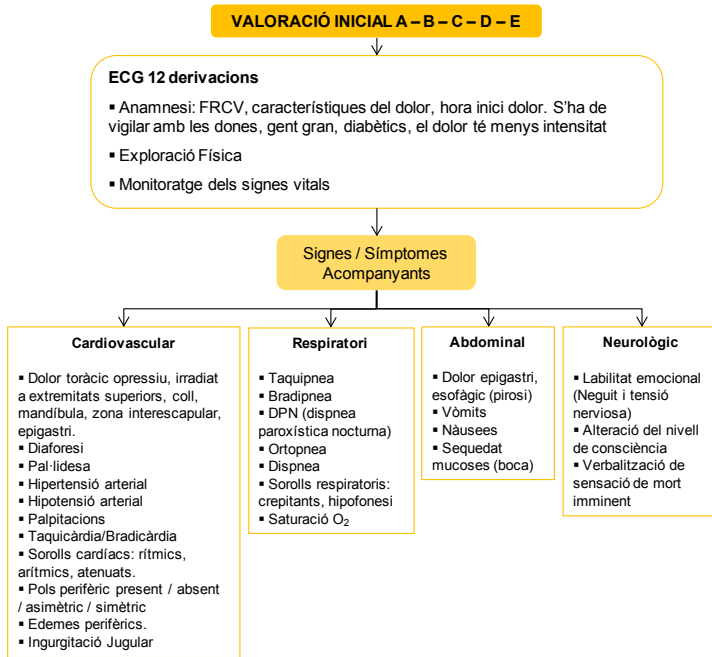 VALORACIÓ INICIAL A – B – C – D – E
ECG 12 derivacions
▪ Anamnesi: FRCV, característiques del dolor, hora inici dolor. S'ha de
vigilar amb les dones, gent gran, diabètics, el dolor té menys intensitat
▪ Exploració Física
▪ Monitoratge dels signes vitals
Signes / Símptomes
Acompanyants
Cardiovascular
▪ Dolor toràcic opressiu, irradiat
a extremitats superiors, coll,
mandíbula, zona interescapular,
epigastri.
▪ Diaforesi
▪ Pal·lidesa
▪ Hipertensió arterial
▪ Hipotensió arterial
▪ Palpitacions
▪ Taquicàrdia/Bradicàrdia
▪ Sorolls cardíacs: rítmics,
arítmics, atenuats.
▪ Pols perifèric present / absent
/ asimètric / simètric
▪ Edemes perifèrics.
▪ Ingurgitació Jugular
Respiratori
▪ Taquipnea
▪ Bradipnea
▪ DPN (dispnea
paroxística nocturna)
▪ Ortopnea
▪ Dispnea
▪ Sorolls respiratoris:
crepitants, hipofonesi
▪ Saturació O₂
Abdominal
▪ Dolor epigastri,
esofàgic (pirosi)
▪ Vòmits
▪ Nàusees
▪ Sequedat
mucoses (boca)
Neurològic
▪ Labilitat emocional
(Neguit i tensió
nerviosa)
▪ Alteració del nivell
de consciència
▪ Verbalització de
sensació de mort
imminent